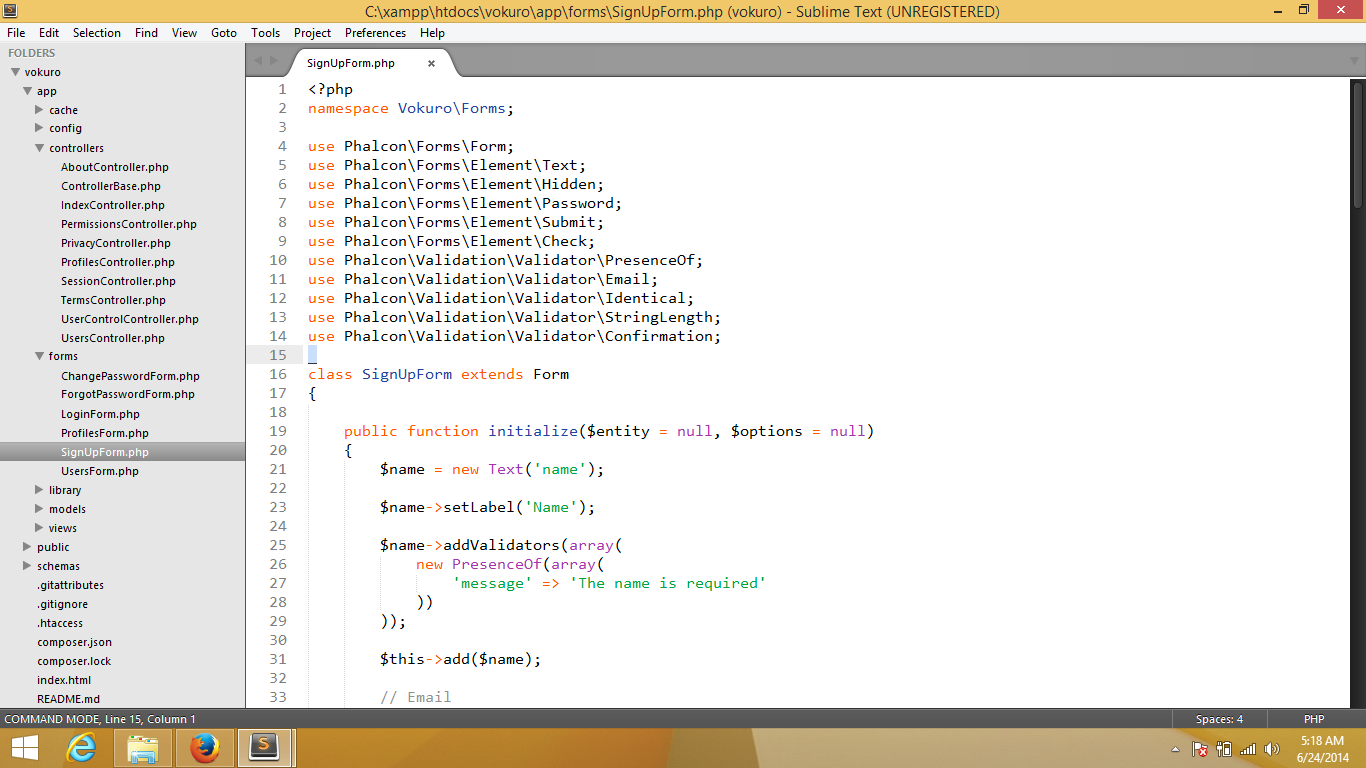 C:\xampp\htdocs\vokuro\app\forms\SignUpForm.php (vokuro) - Sublime Text (UNREGISTERED)
File Edit Selection Find View Goto Tools Project Preferences Help
FOLDERS
vokuro
app
cache
config
controllers
AboutController.php
ControllerBase.php
IndexController.php
PermissionsController.php
PrivacyController.php
ProfilesController.php
SessionController.php
TermsController.php
UserControlController.php
UsersController.php
forms
ChangePasswordForm.php
ForgotPasswordForm.php
LoginForm.php
ProfilesForm.php
SignUpForm.php
UsersForm.php
library
models
views
public
schemas
.gitattributes
.gitignore
.htaccess
composer.json
composer.lock
index.html
README.md
SignUpForm.php ×
1 <?php
2 namespace Vokuro\Forms;
3
4 use Phalcon\Forms\Form;
5 use Phalcon\Forms\Element\Text;
6 use Phalcon\Forms\Element\Hidden;
7 use Phalcon\Forms\Element\Password;
8 use Phalcon\Forms\Element\Submit;
9 use Phalcon\Forms\Element\Check;
10 use Phalcon\Validation\Validator\PresenceOf;
11 use Phalcon\Validation\Validator\Email;
12 use Phalcon\Validation\Validator\Identical;
13 use Phalcon\Validation\Validator\StringLength;
14 use Phalcon\Validation\Validator\Confirmation;
15
16 class SignUpForm extends Form
17 {
18
19 public function initialize($entity = null, $options = null)
20 {
21 $name = new Text('name');
22
23 $name->setLabel('Name');
24
25 $name->addValidators(array(
26 new PresenceOf(array(
27 'message' => 'The name is required'
28 ))
29 ));
30
31 $this->add($name);
32
33 // Email
COMMAND MODE, Line 15, Column 1
Spaces: 4
PHP
5:18 AM
6/24/2014